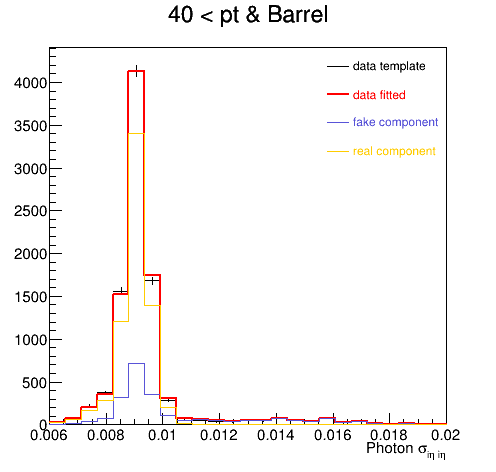 40 < pt & Barrel
data template
data fitted
fake component
real component
4000
3500
3000
2500
2000
1500
1000
500
0
0.006 0.008 0.01 0.012 0.014 0.016 0.018 0.02
Photon σiη iη